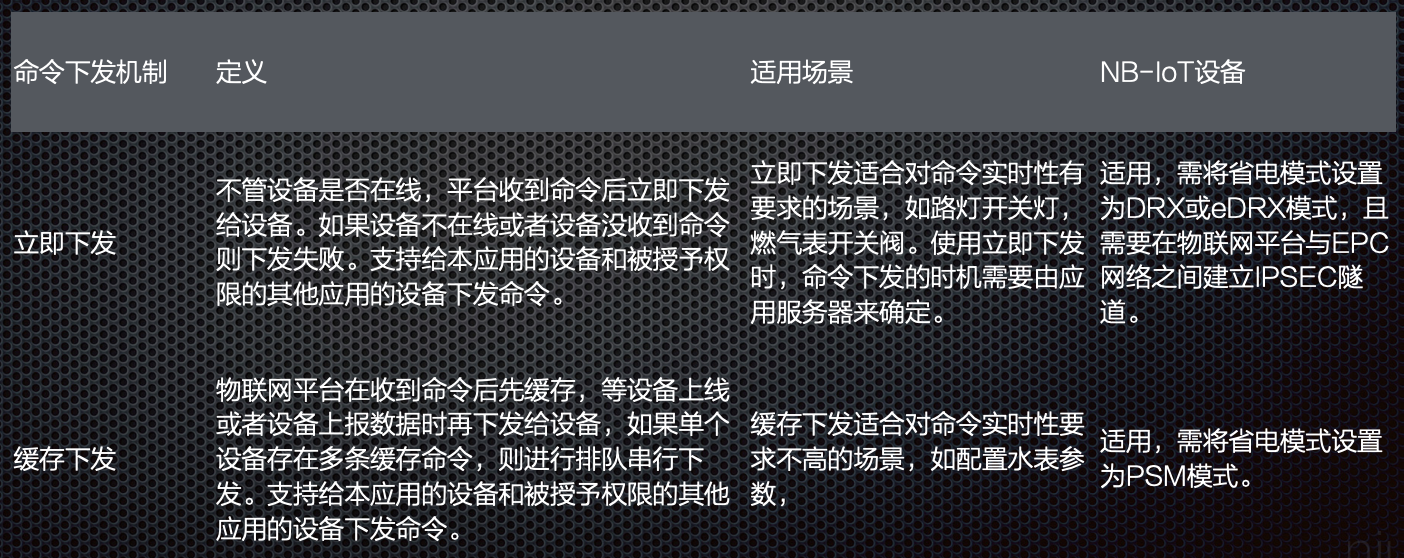 命令下发机制
定义
适用场景
NB-IoT设备
立即下发
不管设备是否在线，平台收到命令后立即下发
给设备。如果设备不在线或者设备没收到命令
则下发失败。支持给本应用的设备和被授予权
限的其他应用的设备下发命令。
立即下发适合对命令实时性有
要求的场景，如路灯开关灯，
燃气表开关阀。使用立即下发
时，命令下发的时机需要由应
用服务器来确定。
适用，需将省电模式设置
为DRX或eDRX模式，且
需要在物联网平台与EPC
网络之间建立IPSEC隧
道。
缓存下发
物联网平台在收到命令后先缓存，等设备上线
或者设备上报数据时再下发给设备，如果单个
设备存在多条缓存命令，则进行排队串行下
发。支持给本应用的设备和被授予权限的其他
应用的设备下发命令。
缓存下发适合对命令实时性要
求不高的场景，如配置水表参
数，
适用，需将省电模式设置
为PSM模式。